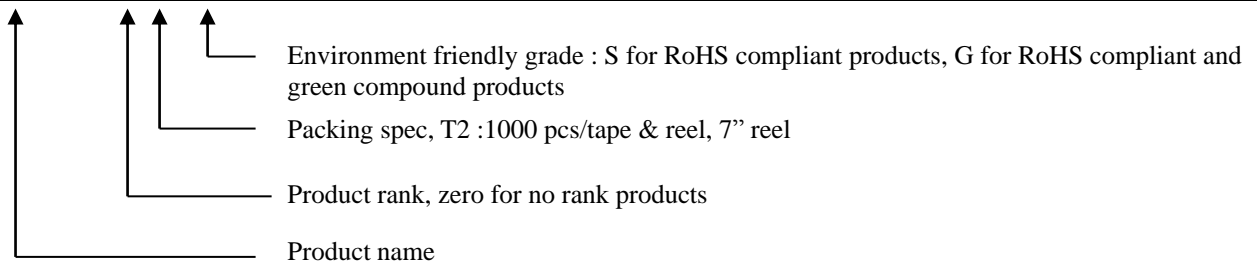 Environment friendly grade : S for RoHS compliant products, G for RoHS compliant and
green compound products
Packing spec, T2 :1000 pcs/tape & reel, 7” reel
Product rank, zero for no rank products
Product name